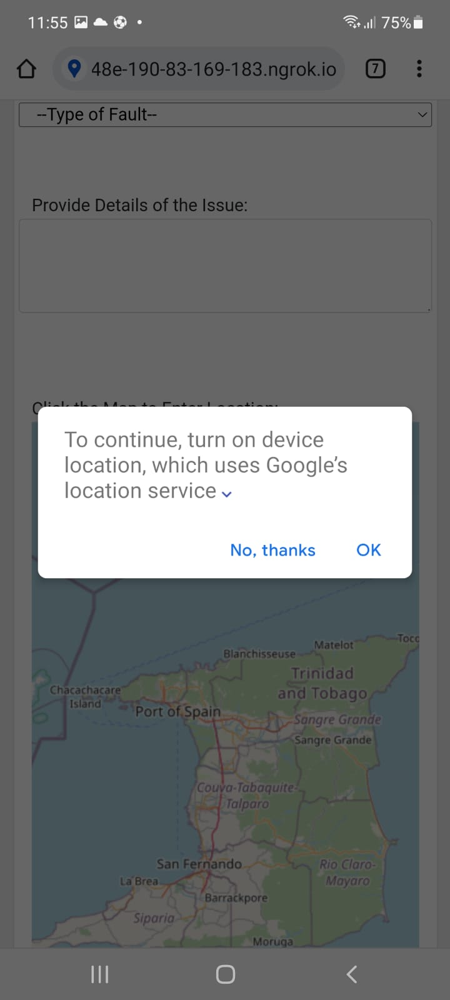 11:55
75%
48e-190-83-169-183.ngrok.io
7
--Type of Fault--
Provide Details of the Issue:
Click the Map to Enter Location:
To continue, turn on device
location, which uses Google’s
location service
No, thanks
OK
Toco
Matelot
Blanchisseuse
Trinidad
and Tobago
Chacachacare
Island
Port of Spain
Sangre Grande
Sangre Grande
Couva-Tabaquite-
Talparo
San Fernando
Rio Claro-
Mayaro
La Brea
Barrackpore
Siparia
Moruga